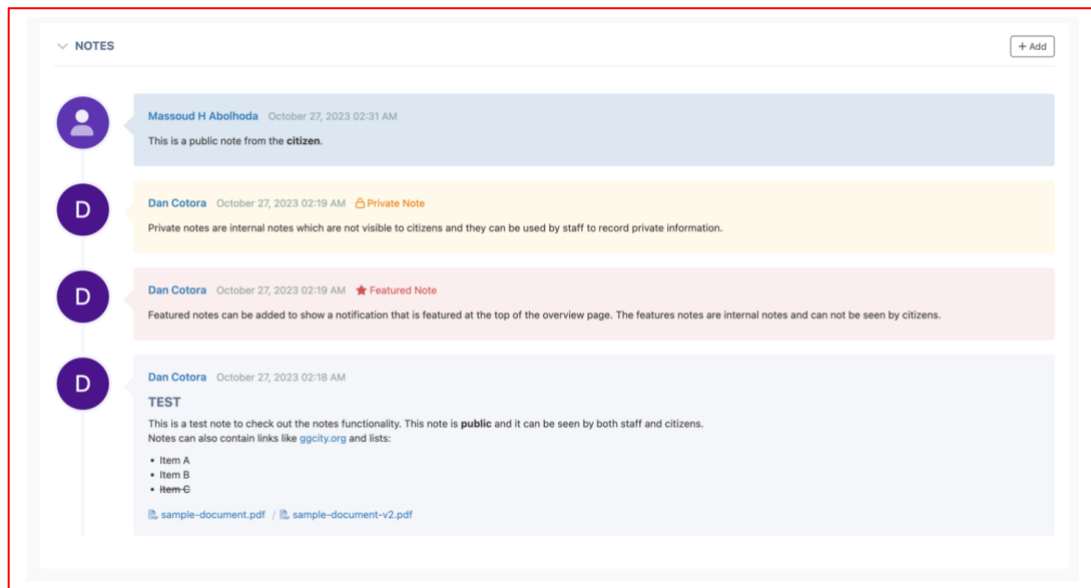 NOTES
+ Add
Massoud H Abolhoda October 27, 2023 02:31 AM
This is a public note from the citizen.
D
Dan Cotora October 27, 2023 02:19 AM Private Note
Private notes are internal notes which are not visible to citizens and they can be used by staff to record private information.
D
Dan Cotora October 27, 2023 02:19 AM Featured Note
Featured notes can be added to show a notification that is featured at the top of the overview page. The features notes are internal notes and can not be seen by citizens.
D
Dan Cotora October 27, 2023 02:18 AM
TEST
This is a test note to check out the notes functionality. This note is public and it can be seen by both staff and citizens.
Notes can also contain links like ggcity.org and lists:
• Item A
• Item B
• Item C
sample-document.pdf / sample-document-v2.pdf